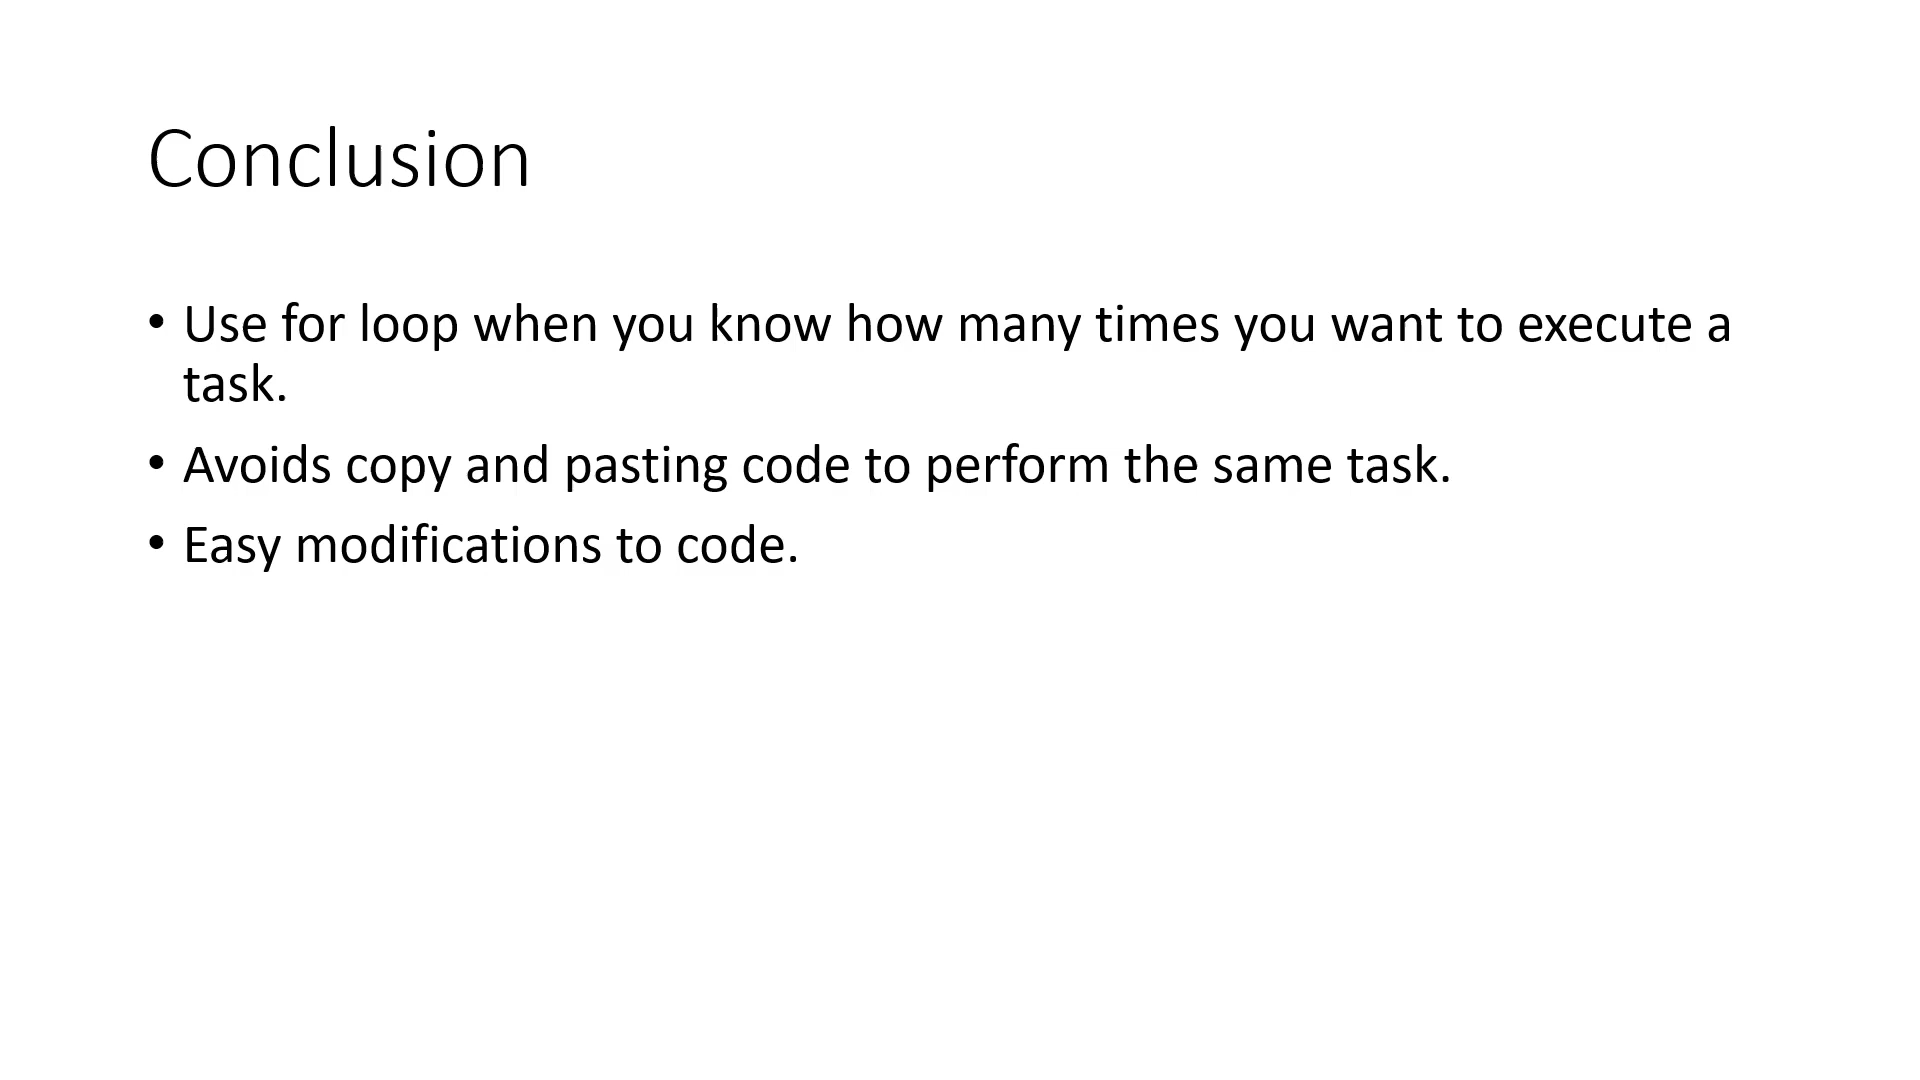 Conclusion
• Use for loop when you know how many times you want to execute a
task.
• Avoids copy and pasting code to perform the same task.
• Easy modifications to code.